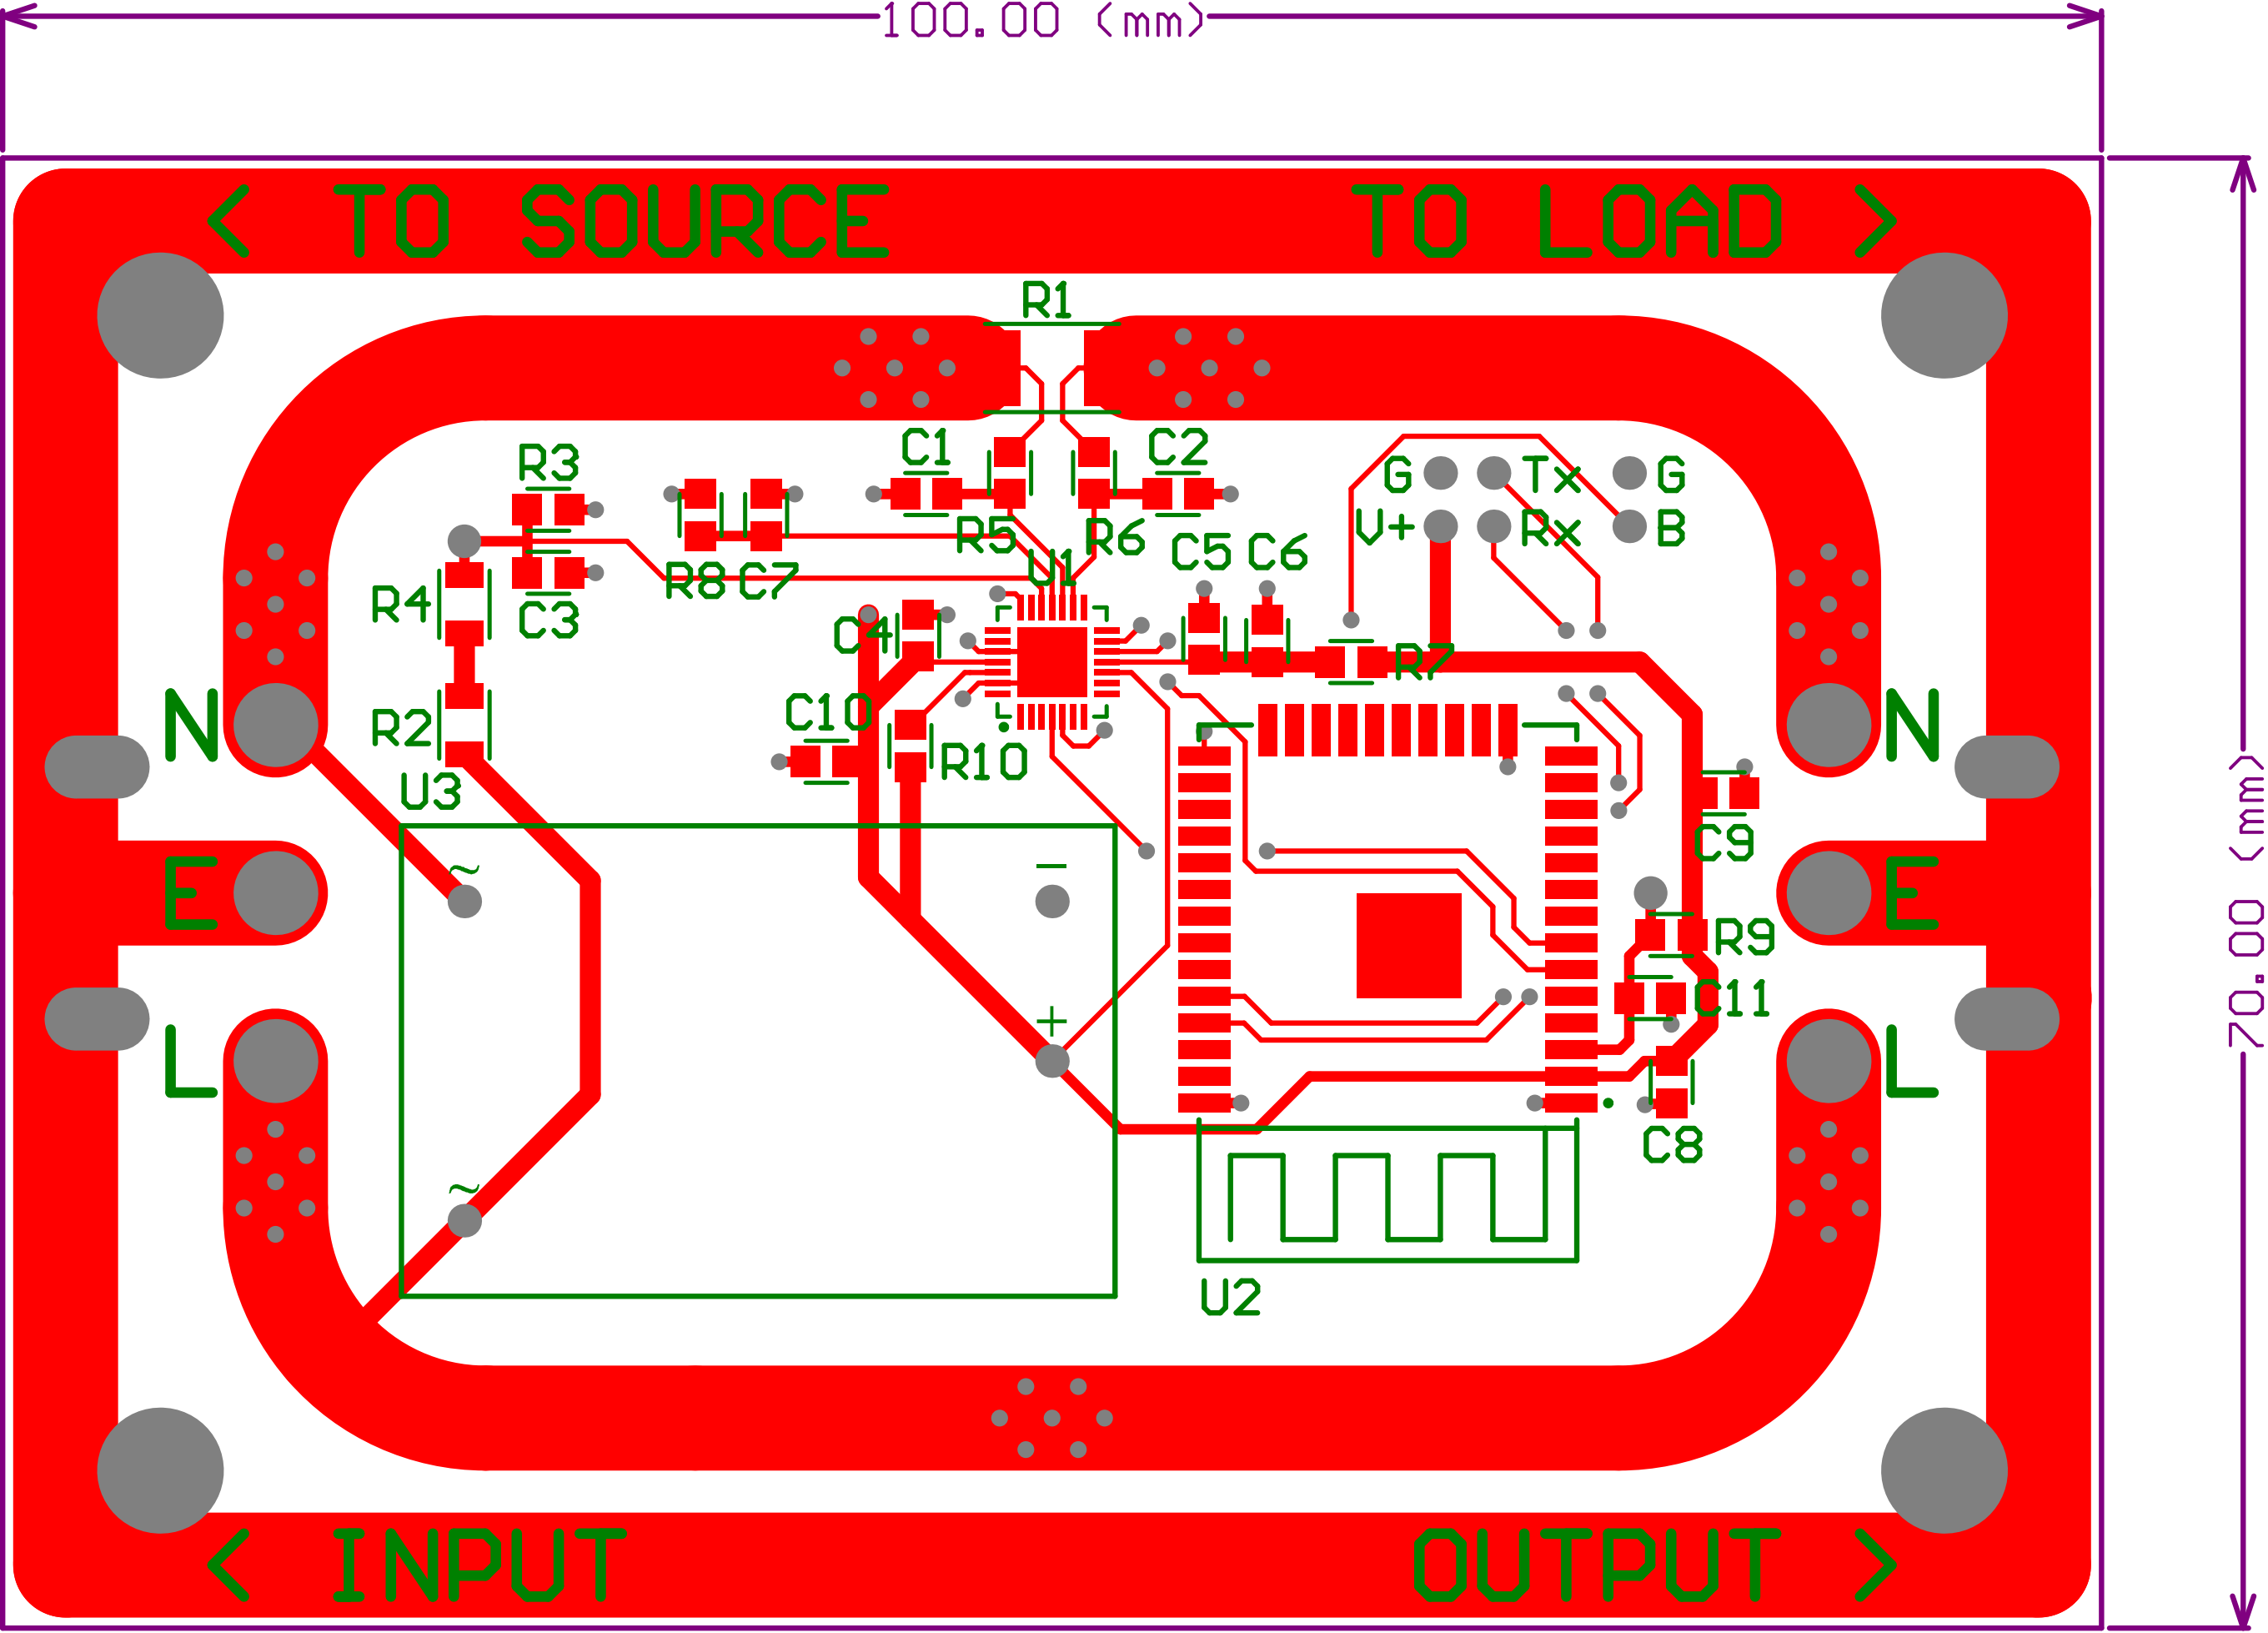 100.00 (mm)
< TO SOURCE TO LOAD >
R1
C1 C2
R3 G Tx G
R5 R6 V+ Rx B
U1 C5 C6
R8 C7
R4 C3
C4 R7
C10
N R2 R10 N
U3
70.00 (mm)
C9
~ -
E E
R9
+ C11
L L
C8
~
U2
< INPUT OUTPUT >